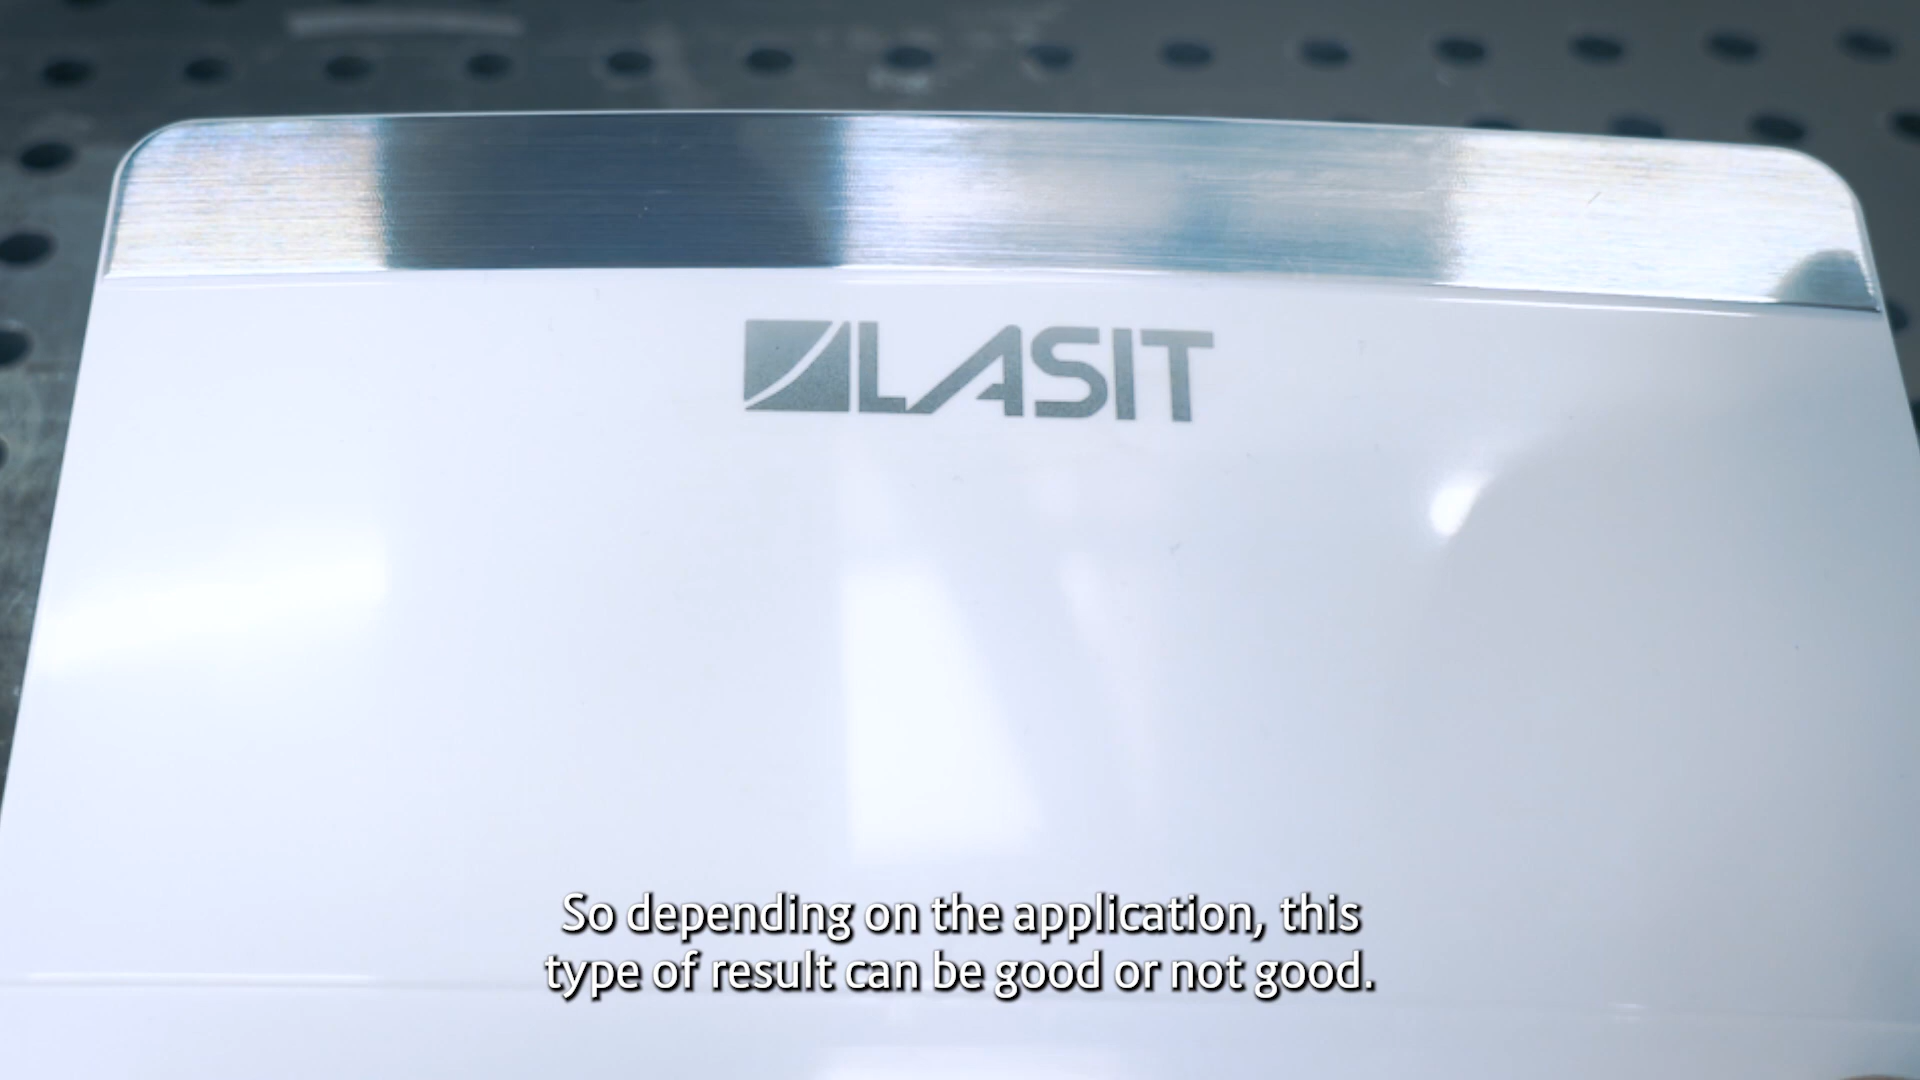 LASIT
So depending on the application, this
type of result can be good or not good.